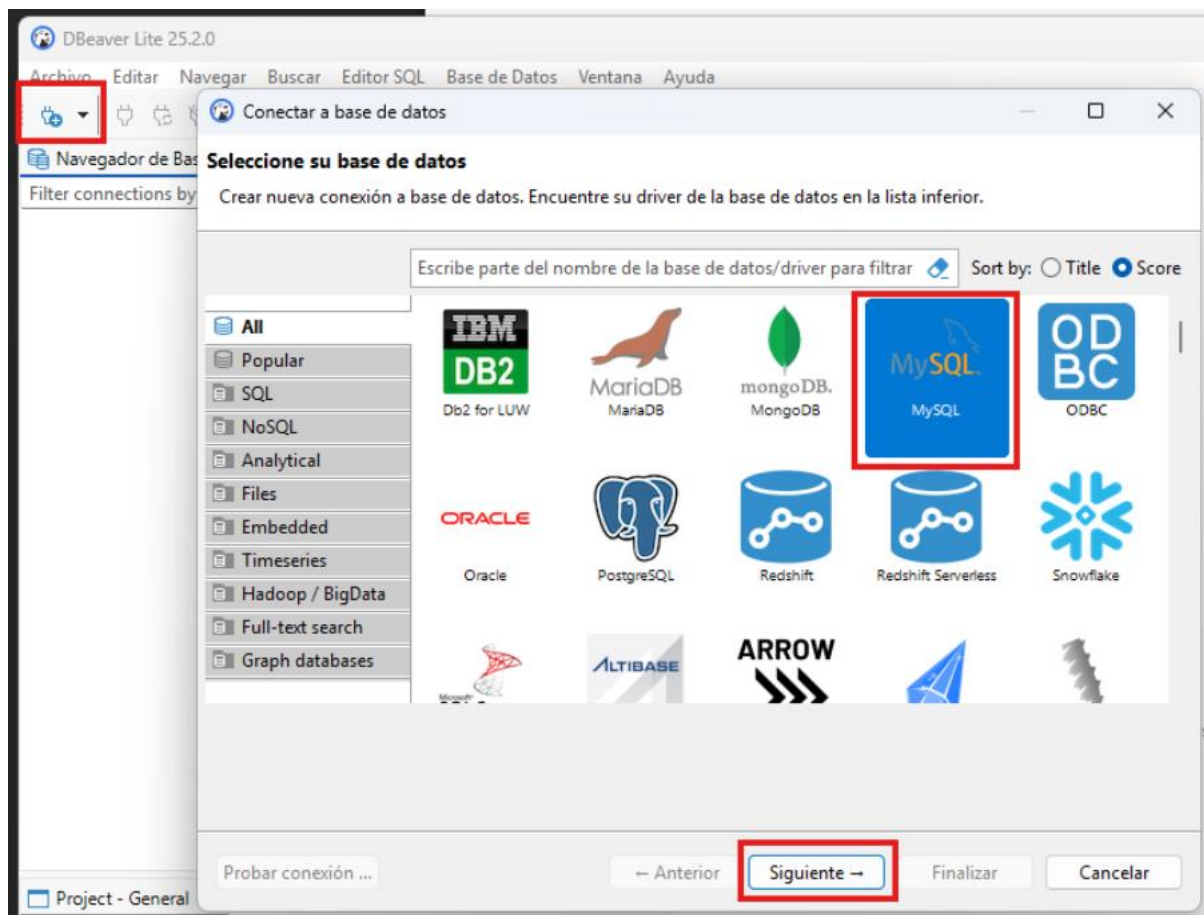 DBeaver Lite 25.2.0
Archivo Editar Navegar Buscar Editor SQL Base de Datos Ventana Ayuda
Conectar a base de datos
Navegador de Bas
Seleccione su base de datos
Filter connections by
Crear nueva conexión a base de datos. Encuentre su driver de la base de datos en la lista inferior.
Escribe parte del nombre de la base de datos/driver para filtrar Sort by: Title Score
All
Popular
SQL
NoSQL
Analytical
Files
Embedded
Timeseries
Hadoop / BigData
Full-text search
Graph databases
IBM
DB2
Db2 for LUW
MariaDB
MariaDB
mongoDB.
MongoDB
MySQL
MySQL
OD
BC
ODBC
ORACLE
Oracle
PostgreSQL
Redshift
Redshift Serverless
Snowflake
Microsoft
ALTIBASE
ARROW
Probar conexión ... ← Anterior Siguiente → Finalizar Cancelar
Project - General